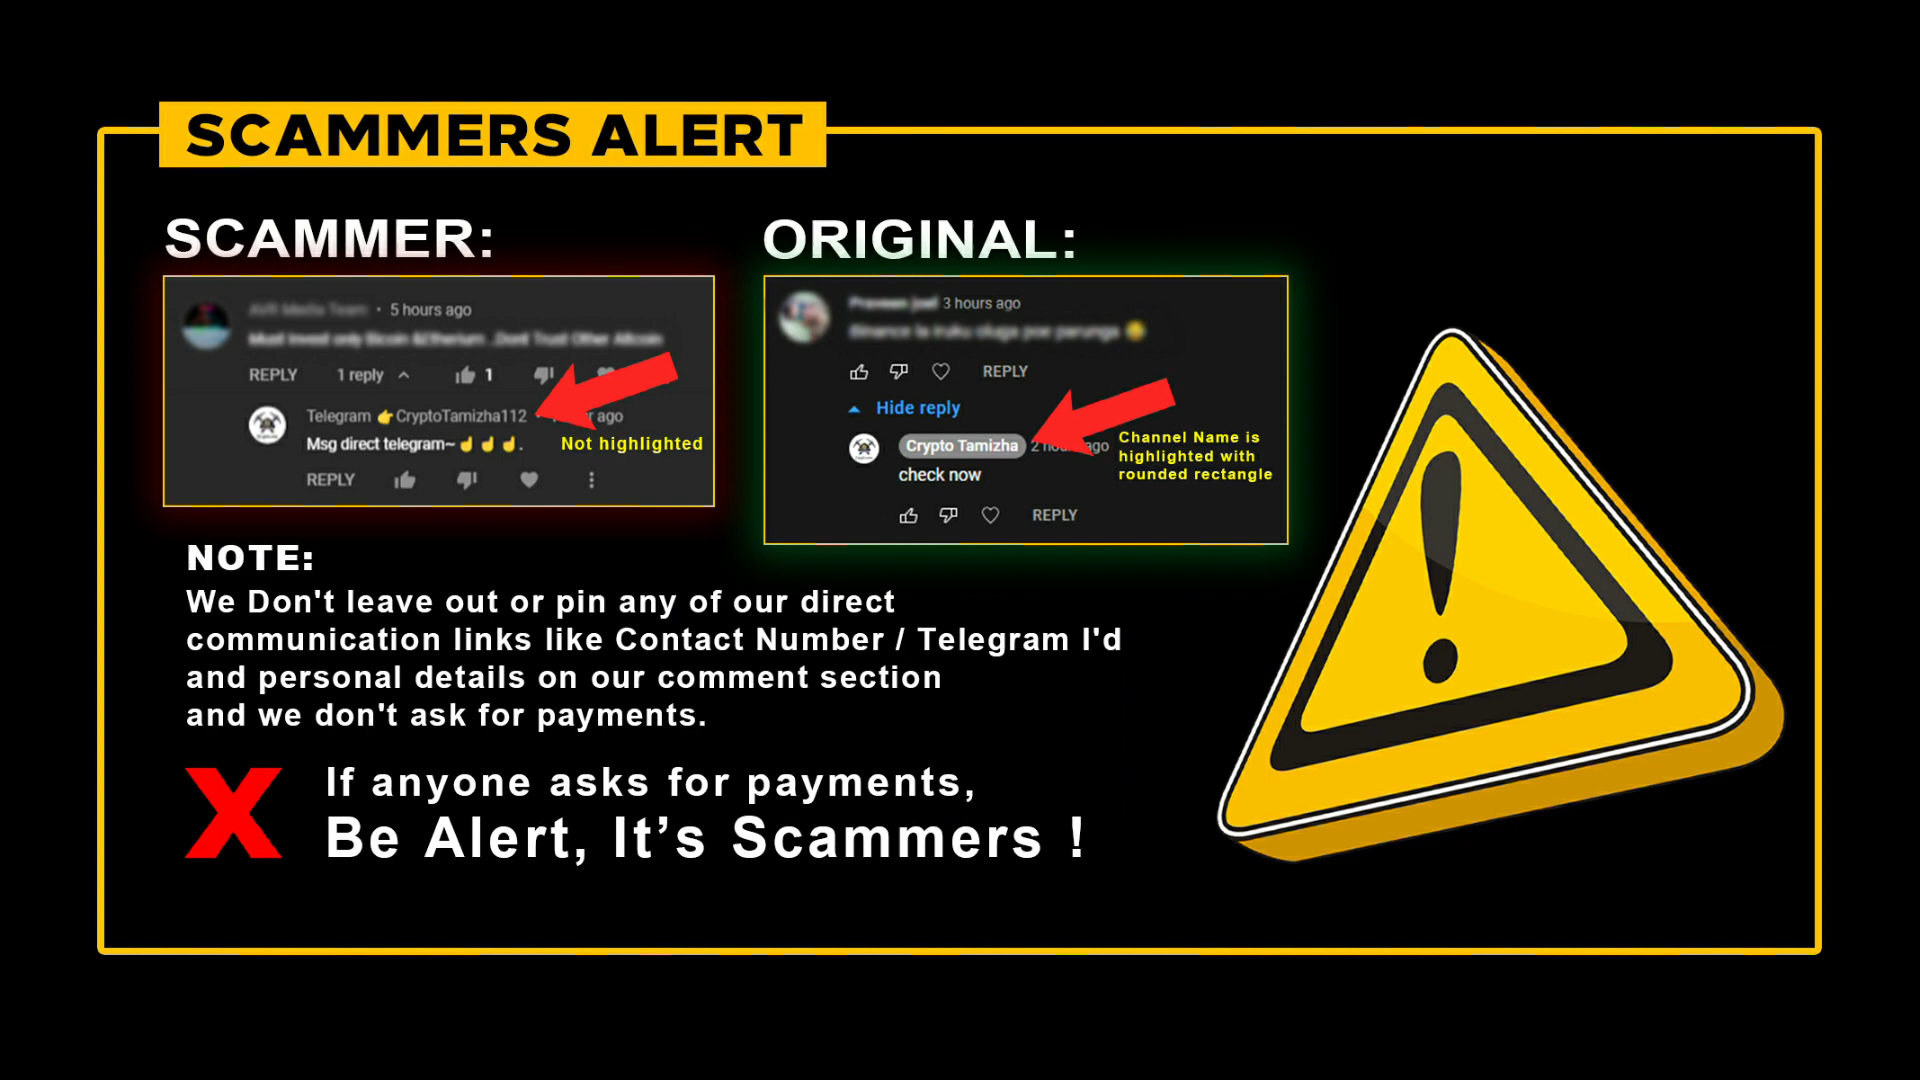 SCAMMERS ALERT
SCAMMER:
5 hours ago
REPLY 1 reply 1
Telegram 👉CryptoTamizha112 ago
Msg direct telegram~☝☝☝.
Not highlighted
REPLY
ORIGINAL:
3 hours ago
REPLY
Hide reply
Crypto Tamizha 2 ago
check now
Channel Name is
highlighted with
rounded rectangle
REPLY
NOTE:
We Don't leave out or pin any of our direct
communication links like Contact Number / Telegram I'd
and personal details on our comment section
and we don't ask for payments.
X
If anyone asks for payments,
Be Alert, It’s Scammers !